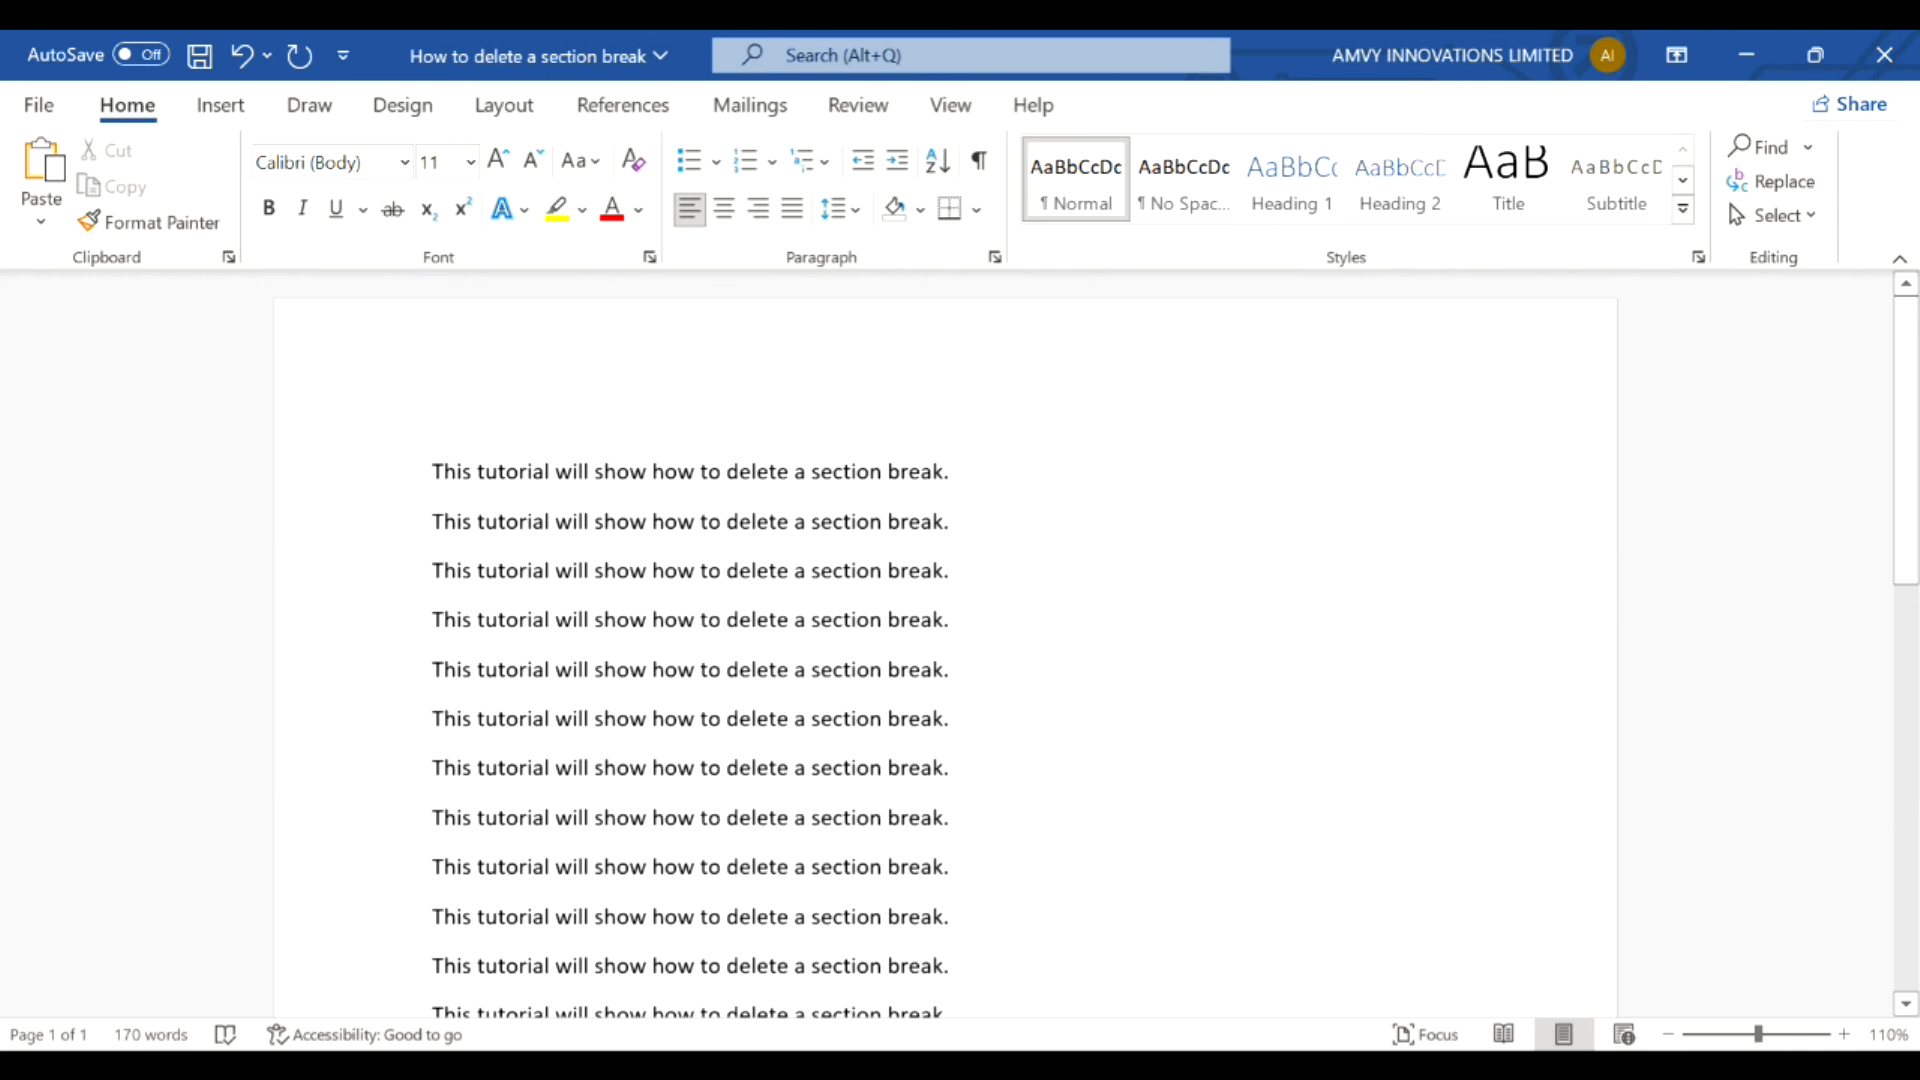 AutoSave Off How to delete a section break Search (Alt+Q) AMVY INNOVATIONS LIMITED AI
File Home Insert Draw Design Layout References Mailings Review View Help Share
Paste
Cut
Copy
Format Painter
Clipboard
Calibri (Body) 11
Font
Paragraph
AaBbCcDc AaBbCcDc AaBbCc AaBbCcD AaB AaBbCcD
¶ Normal ¶ No Spac... Heading 1 Heading 2 Title Subtitle
Styles
Find
Replace
Select
Editing
This tutorial will show how to delete a section break.
This tutorial will show how to delete a section break.
This tutorial will show how to delete a section break.
This tutorial will show how to delete a section break.
This tutorial will show how to delete a section break.
This tutorial will show how to delete a section break.
This tutorial will show how to delete a section break.
This tutorial will show how to delete a section break.
This tutorial will show how to delete a section break.
This tutorial will show how to delete a section break.
This tutorial will show how to delete a section break.
This tutorial will show how to delete a section break
Page 1 of 1 170 words Accessibility: Good to go Focus 110%